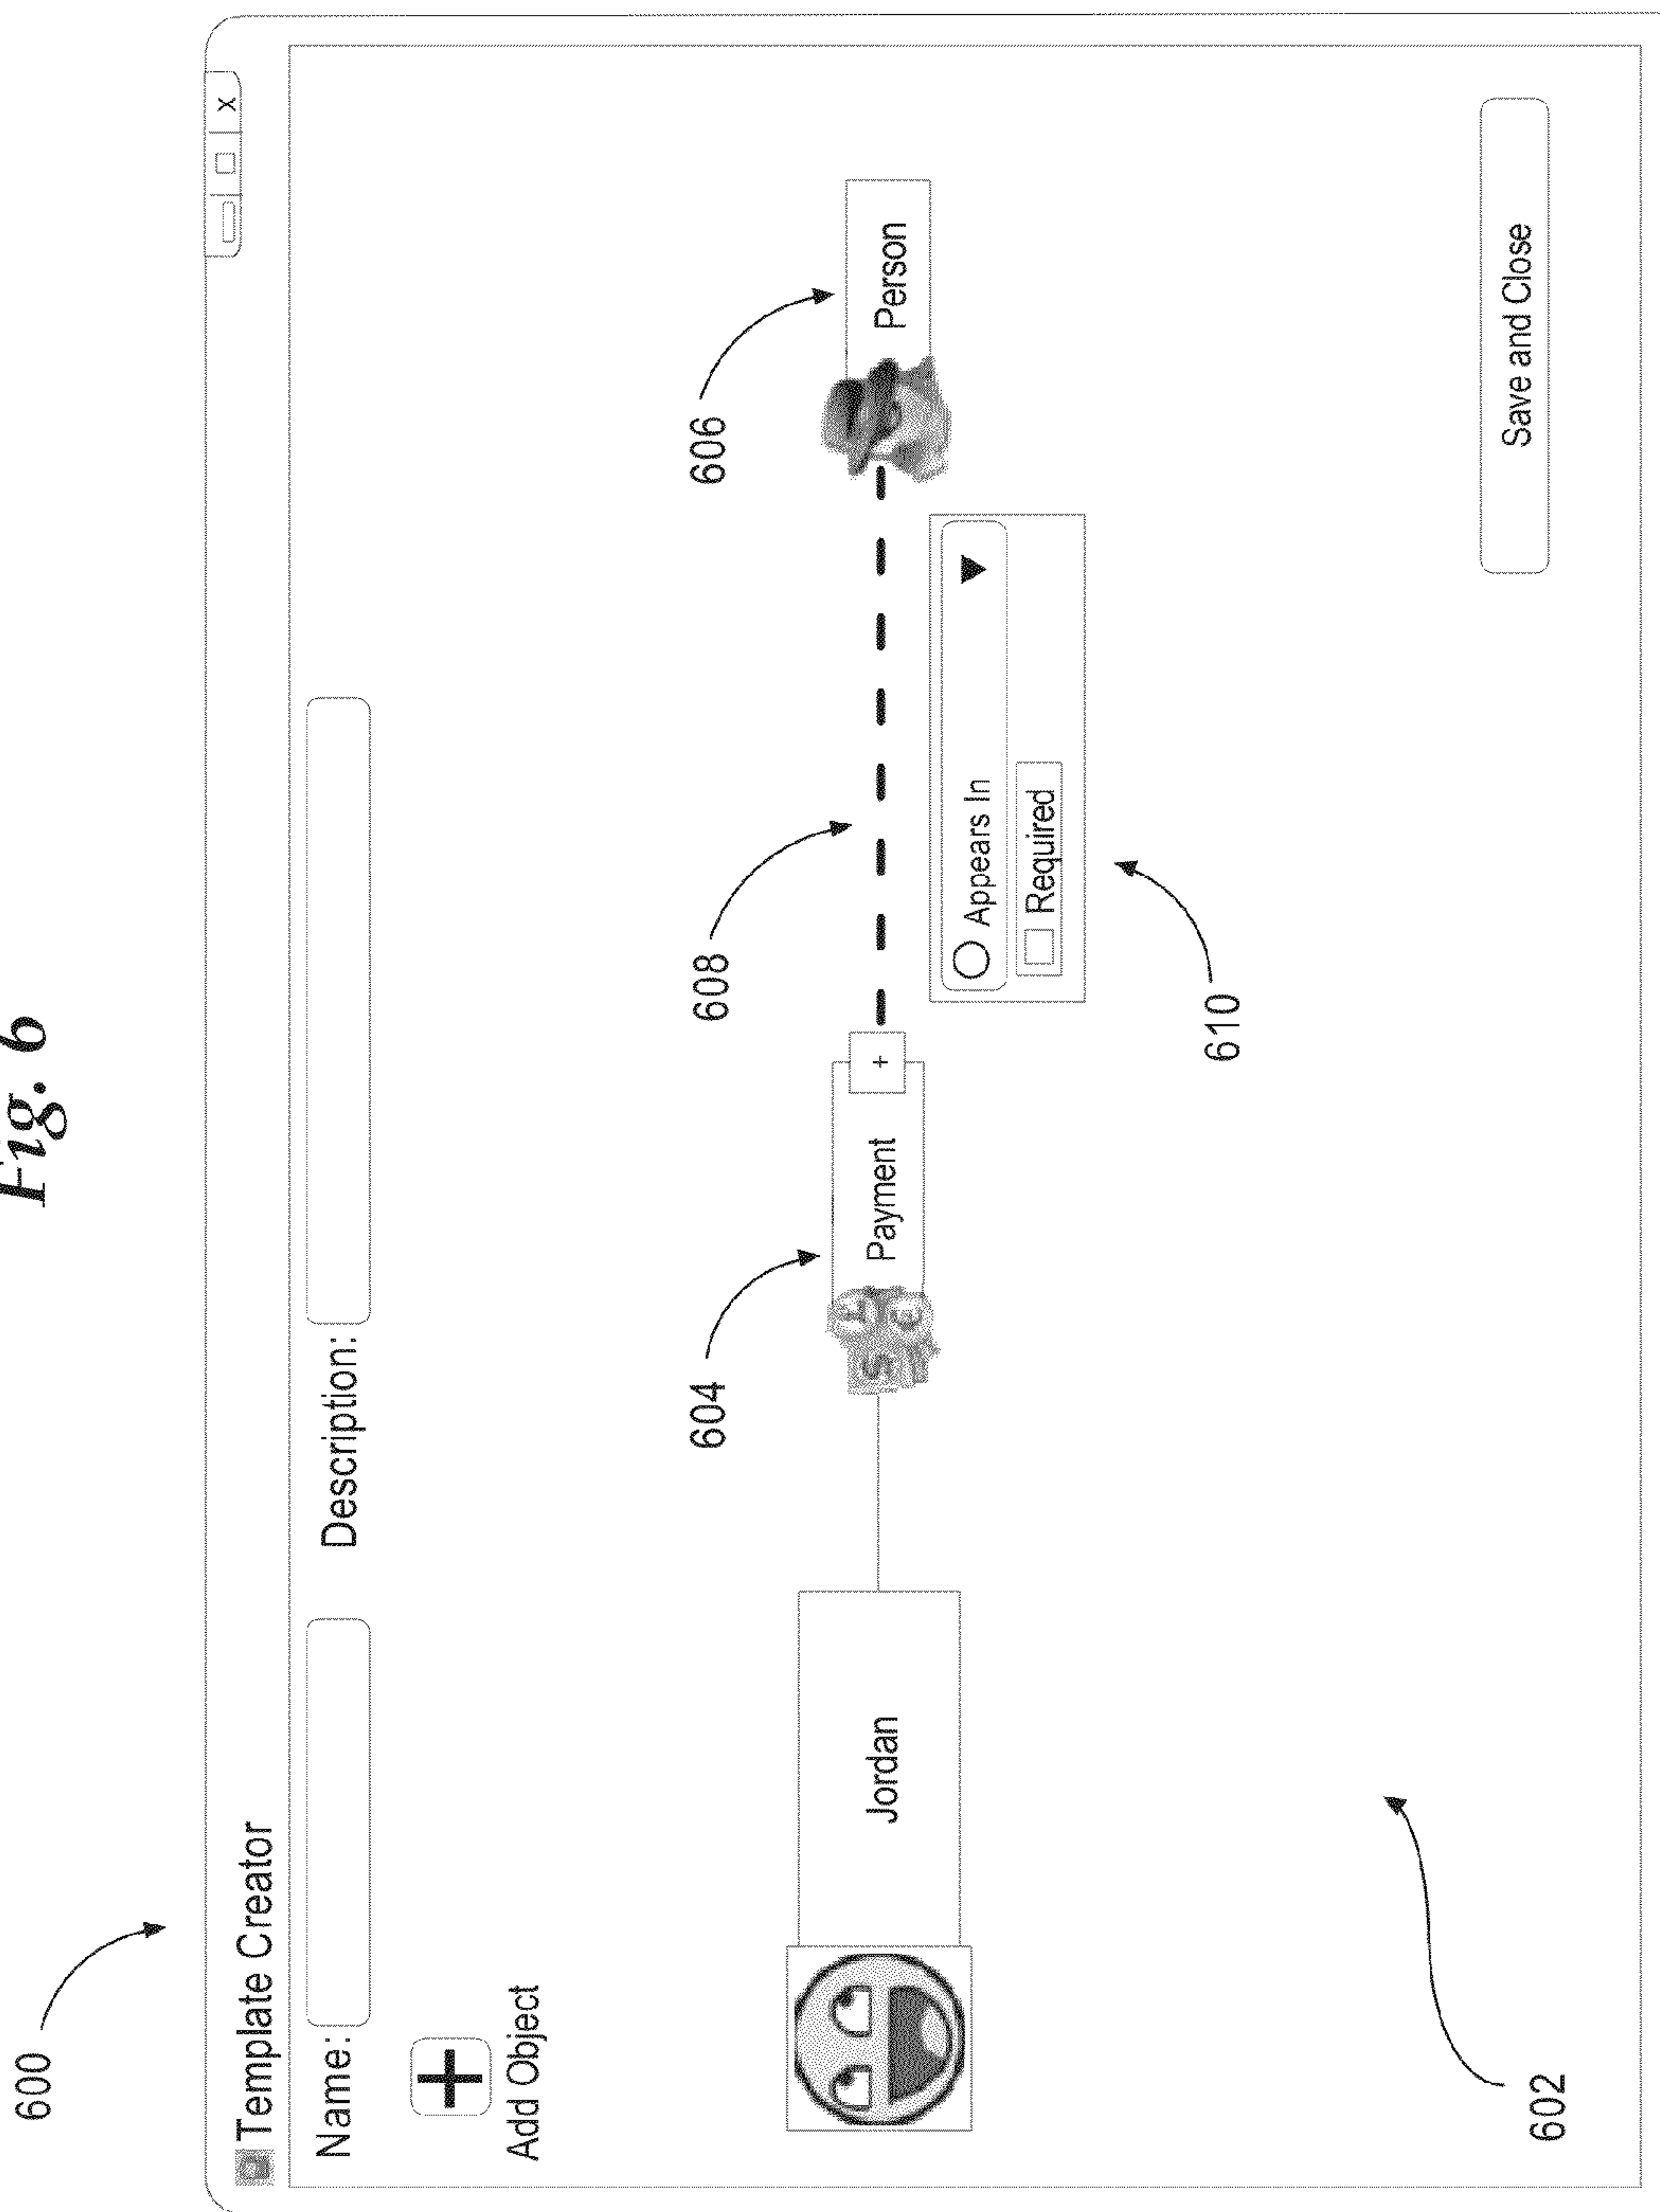 Fig. 6
600
Template Creator
X
Name:
Description:
Add Object
604
608
606
Jordan
Payment
+
Person
Appears In
Required
610
602
Save and Close